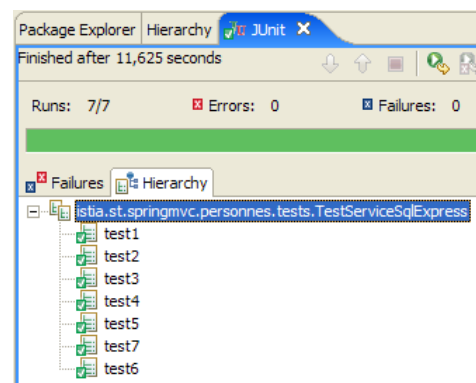 Package Explorer Hierarchy JUnit
Finished after 11,625 seconds
Runs: 7/7 Errors: 0 Failures: 0
Failures Hierarchy
istia.st.springmvc.personnes.tests.TestServiceSqlExpress
test1
test2
test3
test4
test5
test7
test6